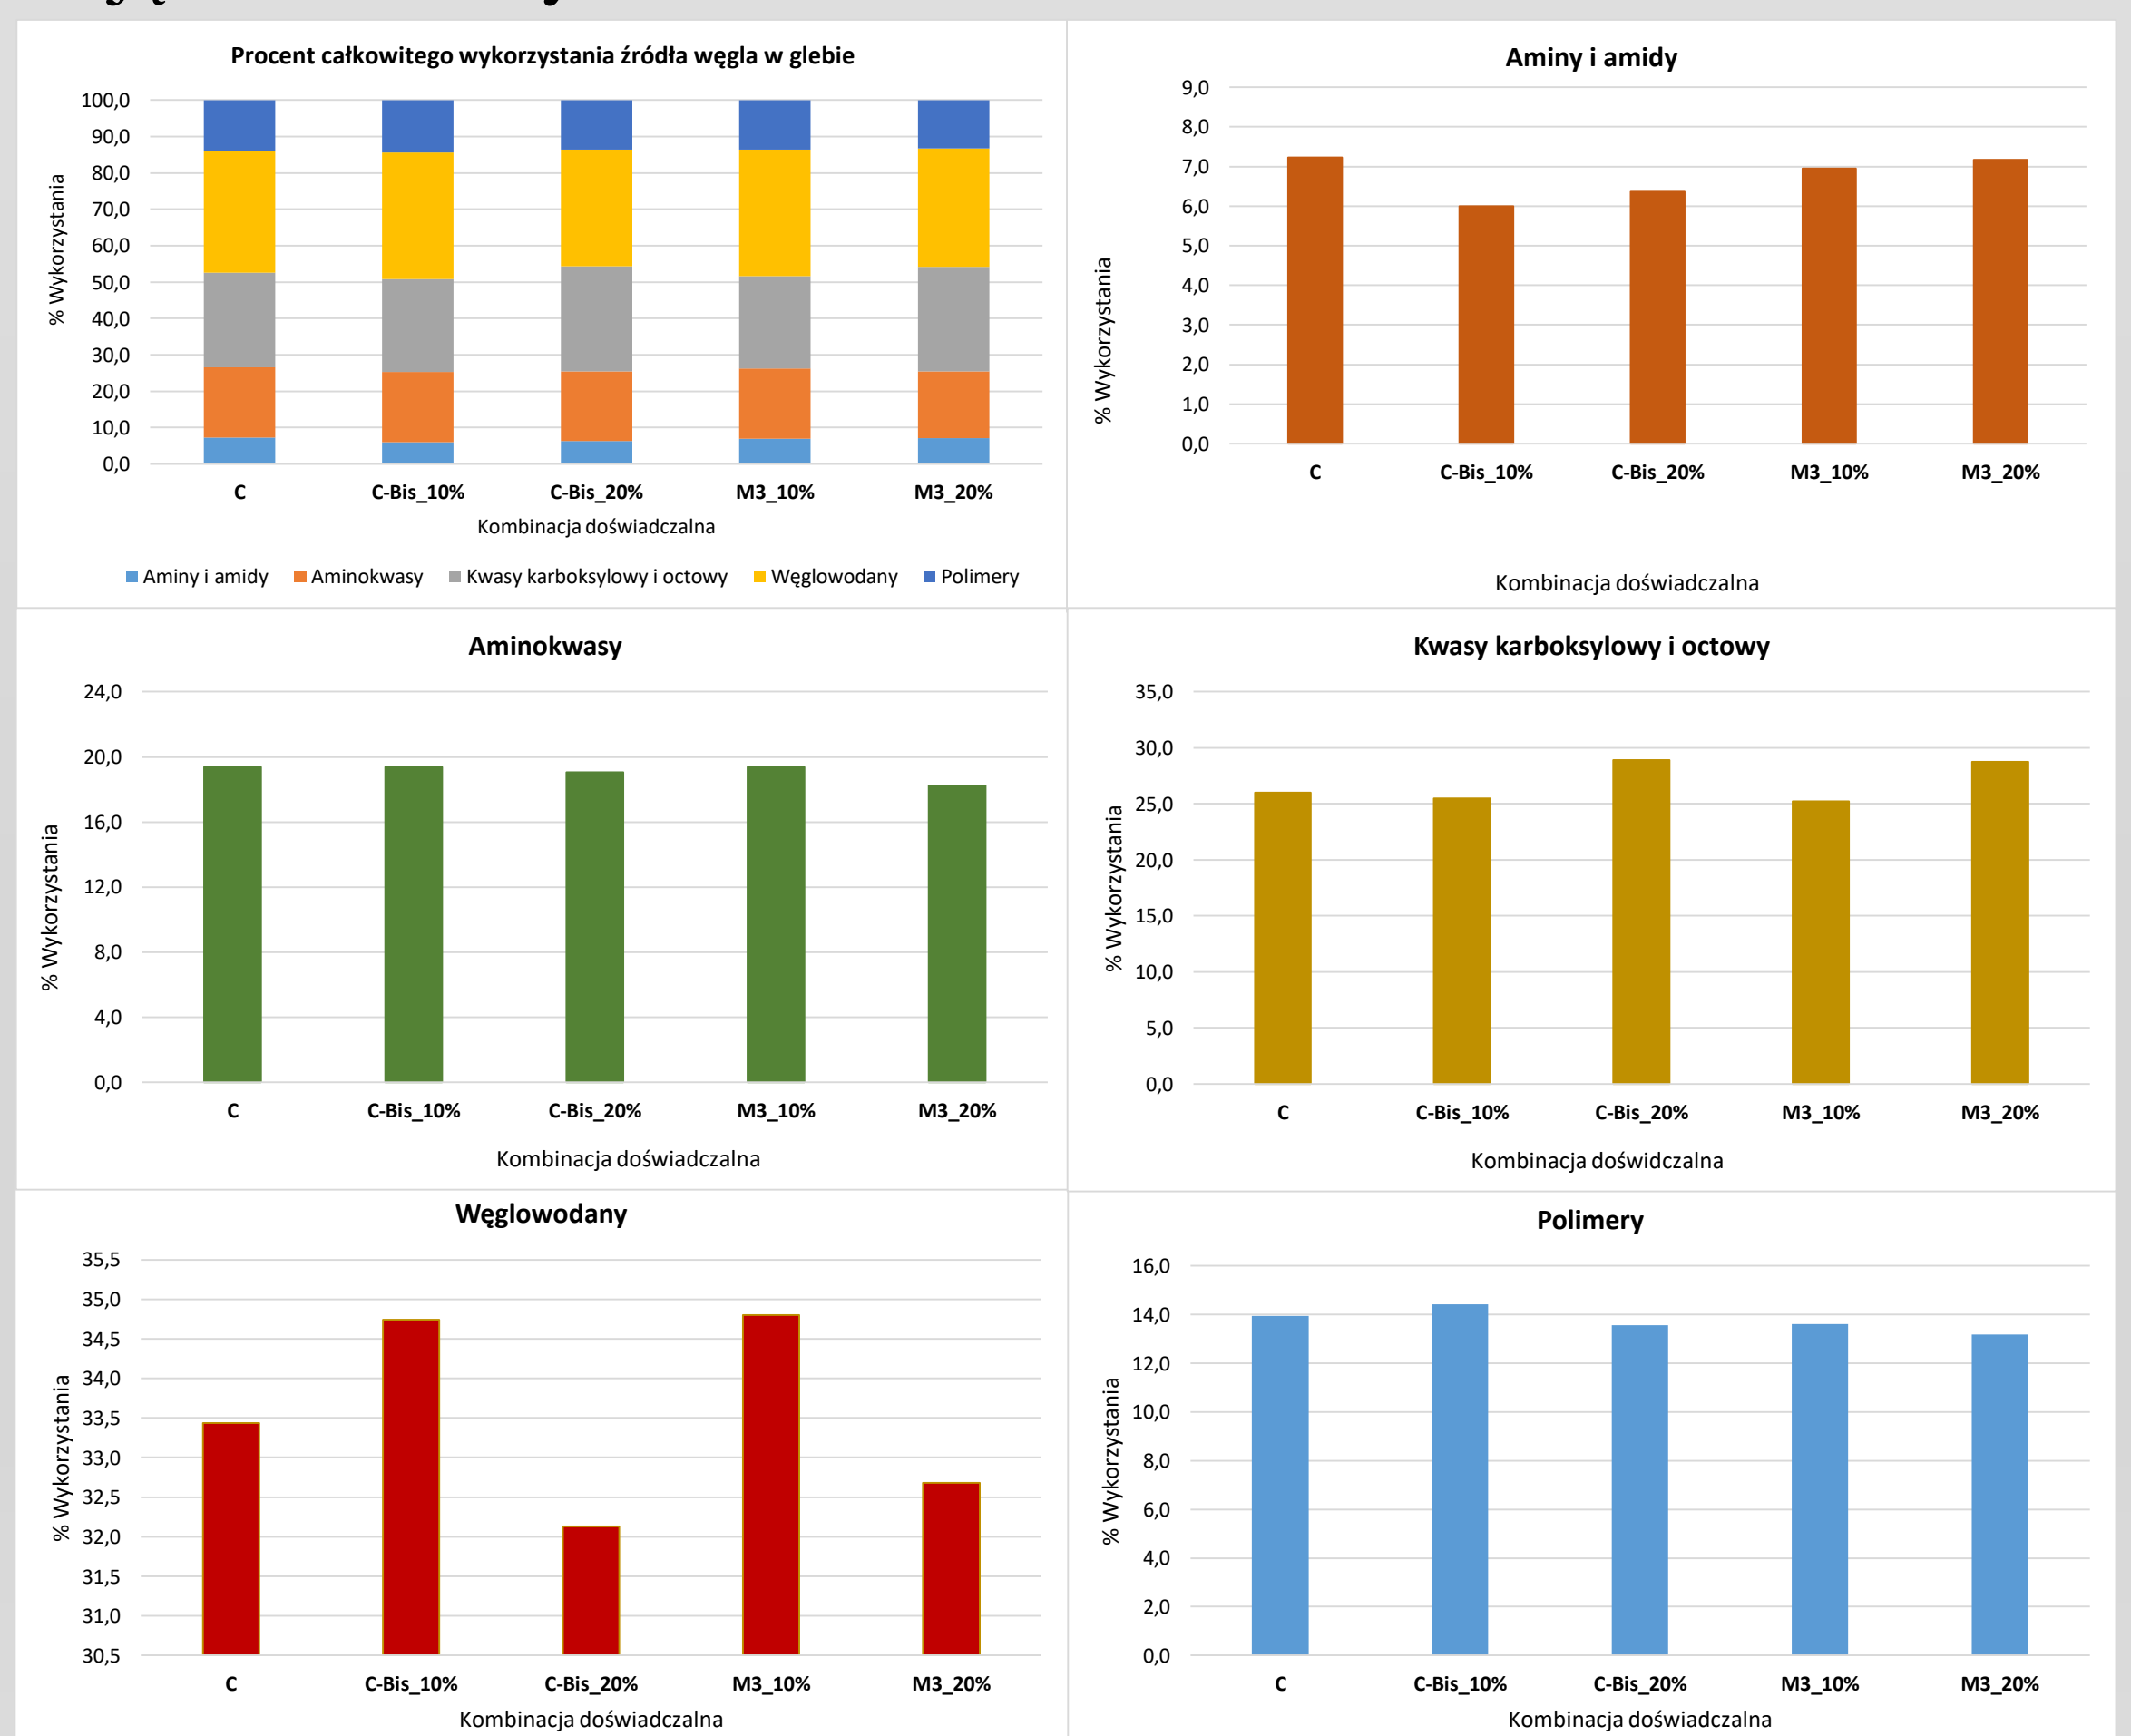 Procent całkowitego wykorzystania źródła węgla w glebie
100,0
90,0
80,0
70,0
60,0
50,0
40,0
30,0
20,0
10,0
0,0
% Wykorzystania
C C-Bis_10% C-Bis_20% M3_10% M3_20%
Kombinacja doświadczalna
Aminy i amidy Aminokwasy Kwasy karboksylowy i octowy Węglowodany Polimery
Aminy i amidy
9,0
8,0
7,0
6,0
5,0
4,0
3,0
2,0
1,0
0,0
% Wykorzystania
C C-Bis_10% C-Bis_20% M3_10% M3_20%
Kombinacja doświadczalna
Aminokwasy
24,0
20,0
16,0
12,0
8,0
4,0
0,0
% Wykorzystania
C C-Bis_10% C-Bis_20% M3_10% M3_20%
Kombinacja doświadczalna
Kwasy karboksylowy i octowy
35,0
30,0
25,0
20,0
15,0
10,0
5,0
0,0
% Wykorzystania
C C-Bis_10% C-Bis_20% M3_10% M3_20%
Kombinacja doświdczalna
Węglowodany
35,5
35,0
34,5
34,0
33,5
33,0
32,5
32,0
31,5
31,0
30,5
% Wykorzystania
C C-Bis_10% C-Bis_20% M3_10% M3_20%
Kombinacja doświadczalna
Polimery
16,0
14,0
12,0
10,0
8,0
6,0
4,0
2,0
0,0
% Wykorzystania
C C-Bis_10% C-Bis_20% M3_10% M3_20%
Kombinacja doświadczalna